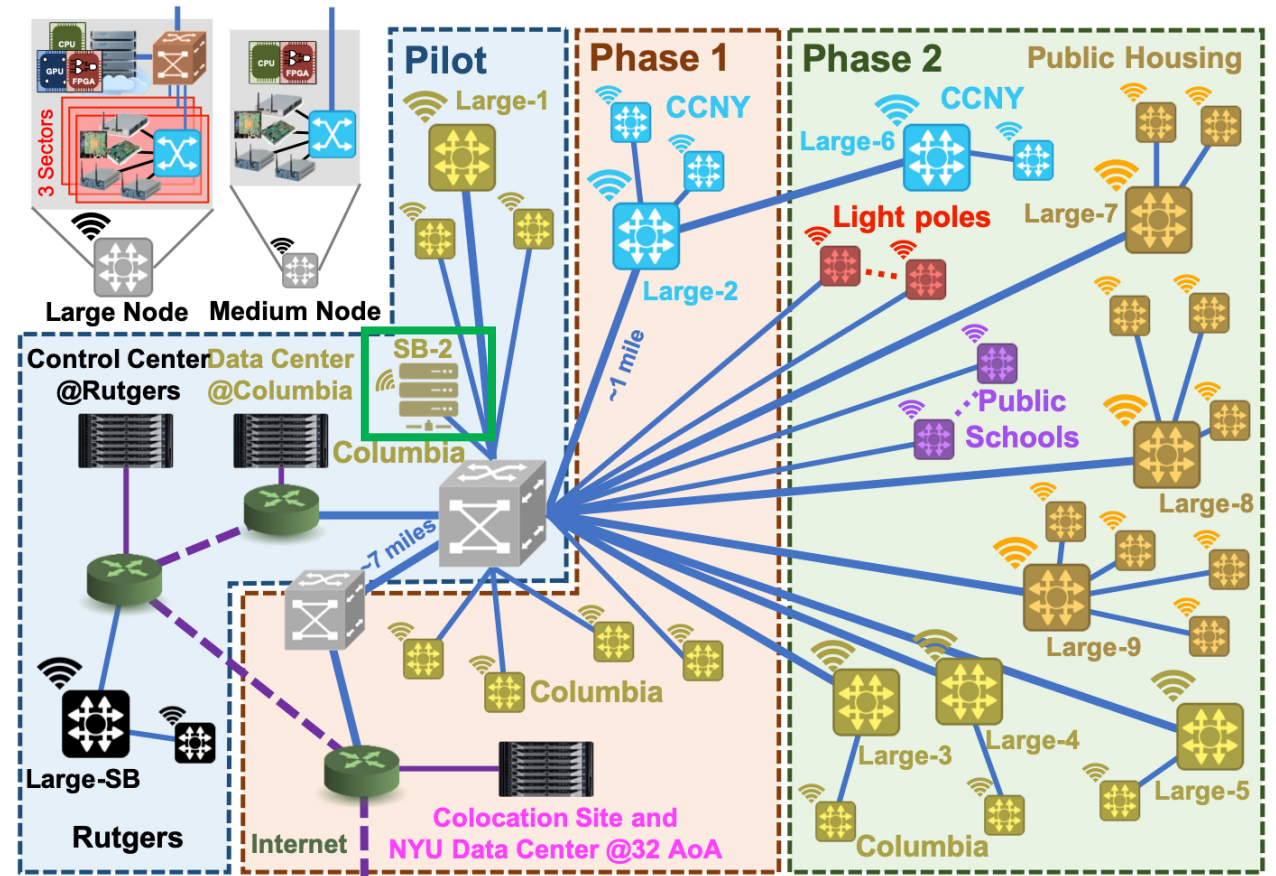 CPU
GPU
FPGA
3 Sectors
Large Node
CPU
FPGA
Medium Node
Pilot
Large-1
Phase 1
CCNY
Large-2
~1 mile
Phase 2
Public Housing
CCNY
Large-6
Large-7
Light poles
Public
Schools
Large-8
Large-9
Large-3
Large-4
Large-5
Columbia
Control Center
@Rutgers
Data Center
@Columbia
SB-2
Columbia
~7 miles
Columbia
Large-SB
Rutgers
Internet
Colocation Site and
NYU Data Center @32 AoA